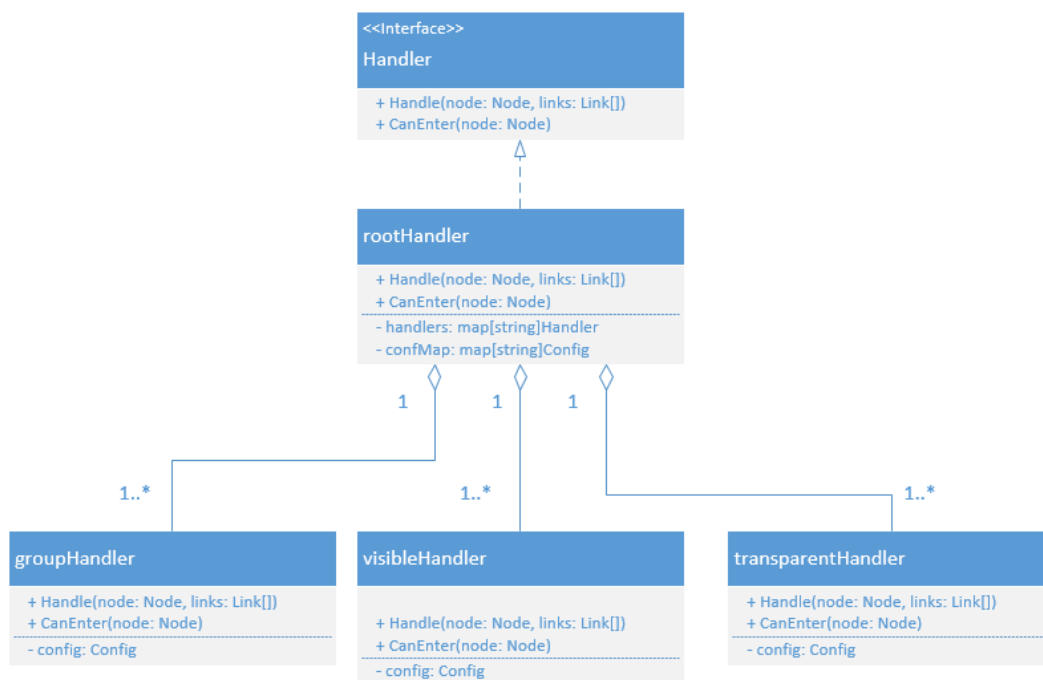 <<Interface>>
Handler
+ Handle(node: Node, links: Link[])
+ CanEnter(node: Node)
rootHandler
+ Handle(node: Node, links: Link[])
+ CanEnter(node: Node)
- handlers: map[string]Handler
- confMap: map[string]Config
1
1
1
1..*
1..*
1..*
groupHandler
+ Handle(node: Node, links: Link[])
+ CanEnter(node: Node)
- config: Config
visibleHandler
+ Handle(node: Node, links: Link[])
+ CanEnter(node: Node)
- config: Config
transparentHandler
+ Handle(node: Node, links: Link[])
+ CanEnter(node: Node)
- config: Config